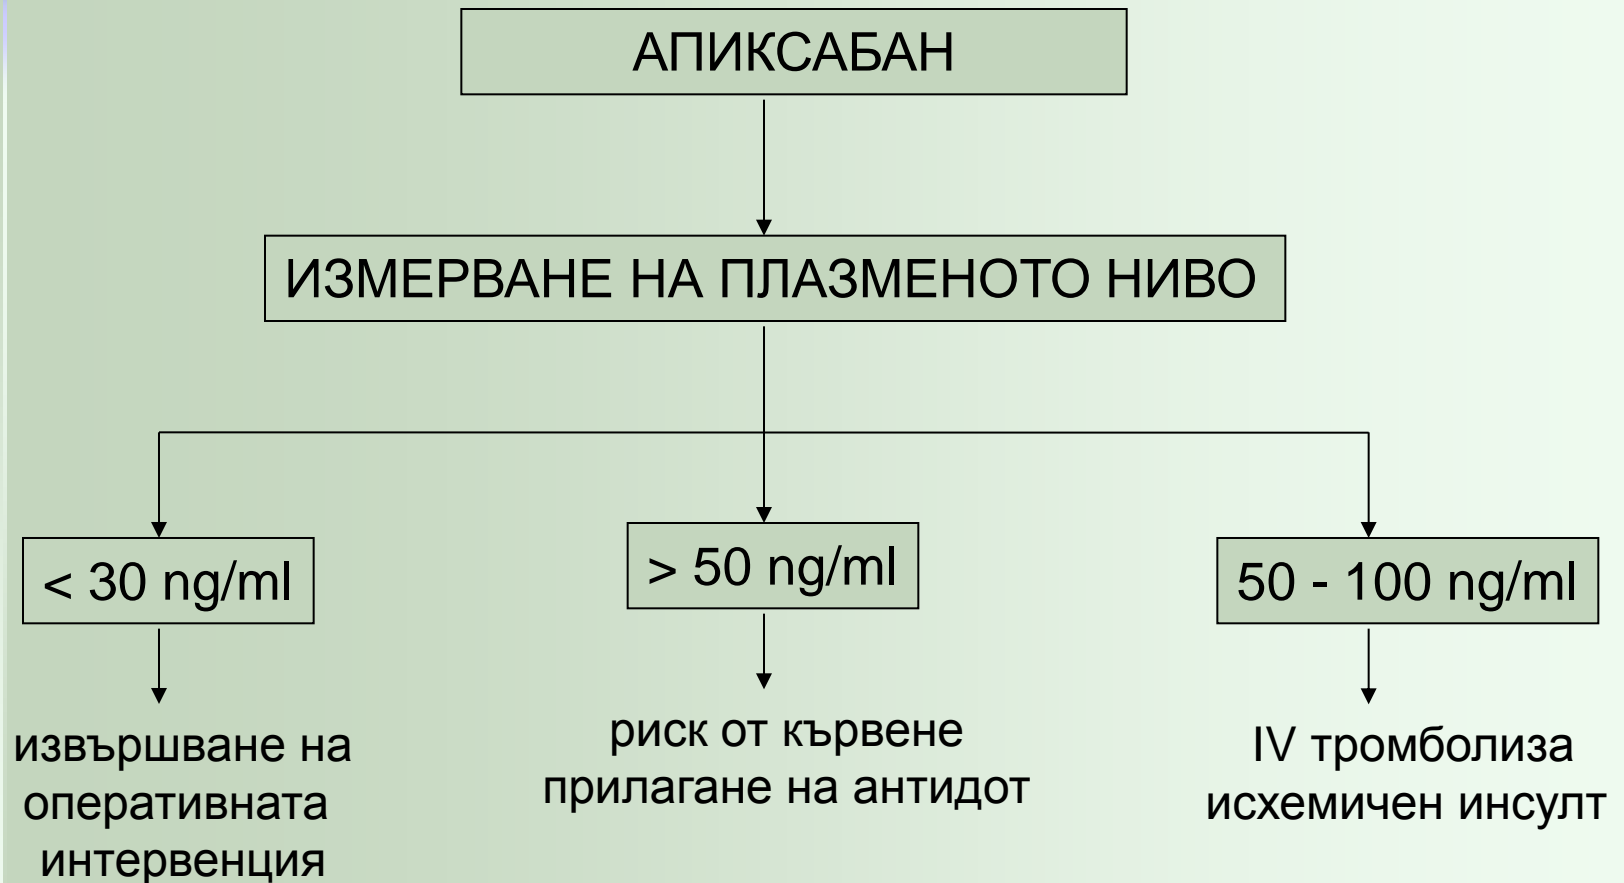 АПИКСАБАН
ИЗМЕРВАНЕ НА ПЛАЗМЕНОТО НИВО
< 30 ng/ml
> 50 ng/ml
50 - 100 ng/ml
извършване на
оперативната
интервенция
риск от кървене
прилагане на антидот
IV тромболиза
исхемичен инсулт